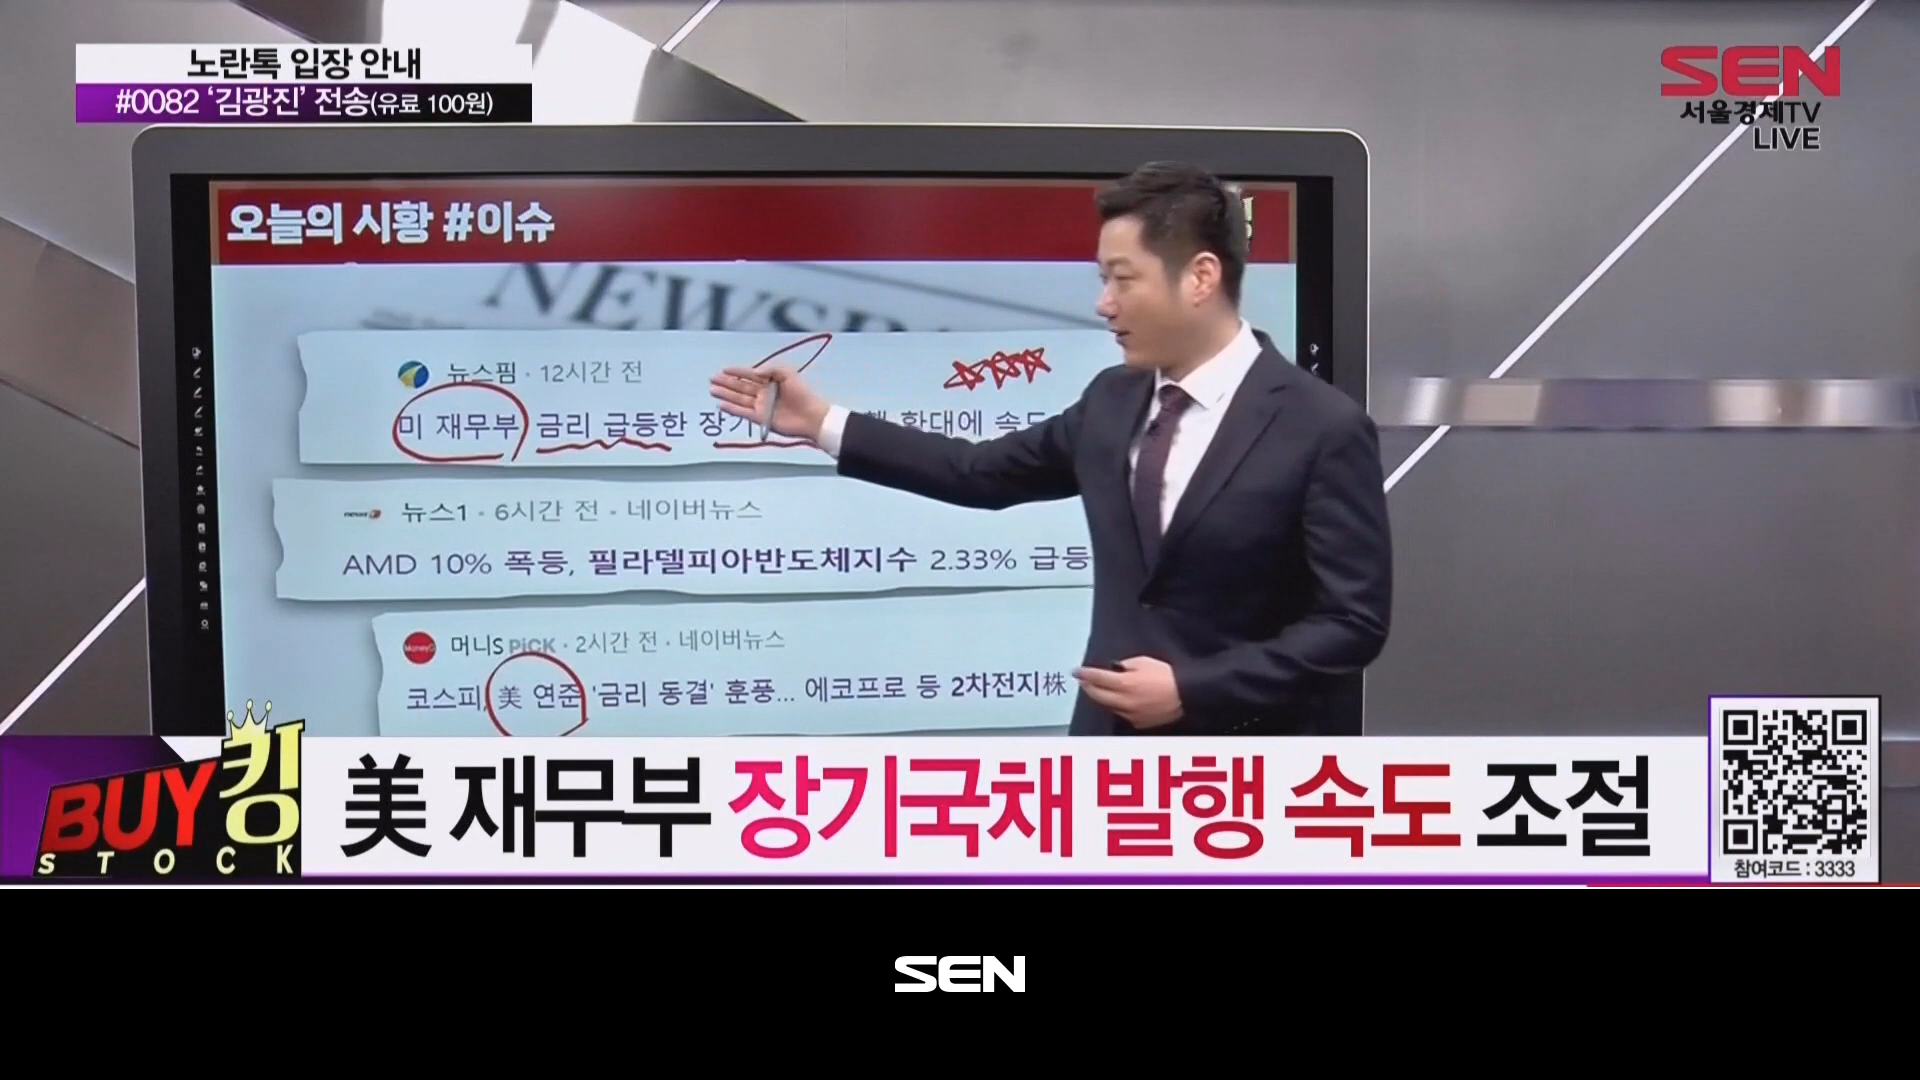 노란톡 입장 안내
#0082 '김광진' 전송(유료 100원)
SEN
서울경제TV
LIVE
오늘의 시황 #이슈
뉴스핌 · 12시간 전
미 재무부 금리 급등한 장기 확대에 속도
뉴스1 · 6시간 전 · 네이버뉴스
AMD 10% 폭등, 필라델피아반도체지수 2.33% 급등
머니S PiCK · 2시간 전 · 네이버뉴스
코스피, 美 연준 '금리 동결' 훈풍... 에코프로 등 2차전지株
BUY킹
STOCK
美 재무부 장기국채 발행 속도 조절
참여코드 : 3333
SEN